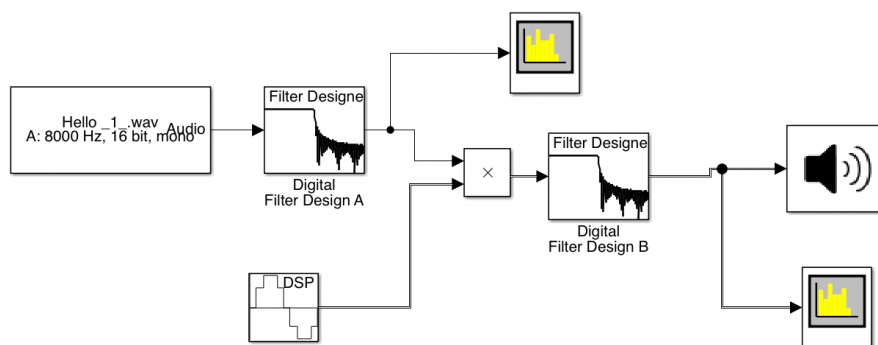 Hello _1_.wav
A: 8000 Hz, 16 bit, mono
Audio
Filter Designe
Digital
Filter Design A
×
Filter Designe
Digital
Filter Design B
DSP